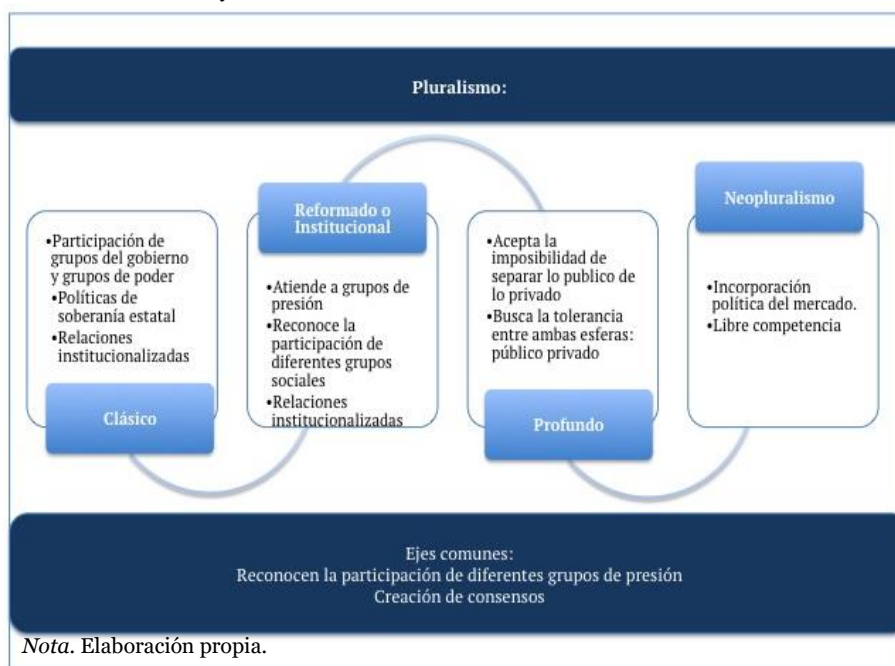 Pluralismo:
•Participación de
grupos del gobierno
y grupos de poder
•Políticas de
soberanía estatal
•Relaciones
institucionalizadas
Clásico
Reformado o
Institucional
•Atiende a grupos de
presión
•Reconoce la
participación de
diferentes grupos
sociales
•Relaciones
institucionalizadas
•Acepta la
imposibilidad de
separar lo publico de
lo privado
•Busca la tolerancia
entre ambas esferas:
público privado
Profundo
Neopluralismo
•Incorporación
política del mercado.
•Libre competencia
Ejes comunes:
Reconocen la participación de diferentes grupos de presión
Creación de consensos
Nota. Elaboración propia.